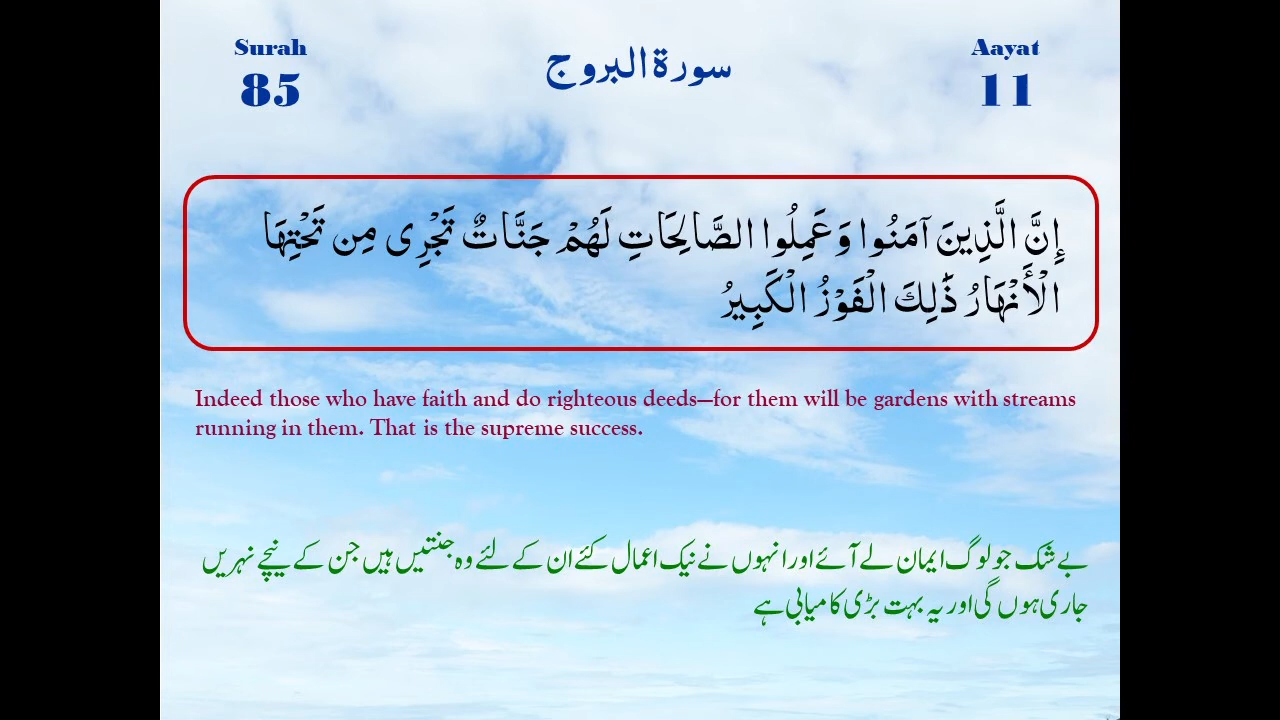 Surah
85
سورة البروج
Aayat
11
إِنَّ الَّذِينَ آمَنُوا وَعَمِلُوا الصَّالِحَاتِ لَهُمْ جَنَّاتٌ تَجْرِي مِن تَحْتِهَا
الْأَنْهَارُ ذَٰلِكَ الْفَوْزُ الْكَبِيرُ
Indeed those who have faith and do righteous deeds—for them will be gardens with streams
running in them. That is the supreme success.
بے شک جو لوگ ایمان لے آئے اور انہوں نے نیک اعمال کئے ان کے لئے وہ جنتیں ہیں جن کے نیچے نہریں
جاری ہوں گی اور یہ بہت بڑی کامیابی ہے